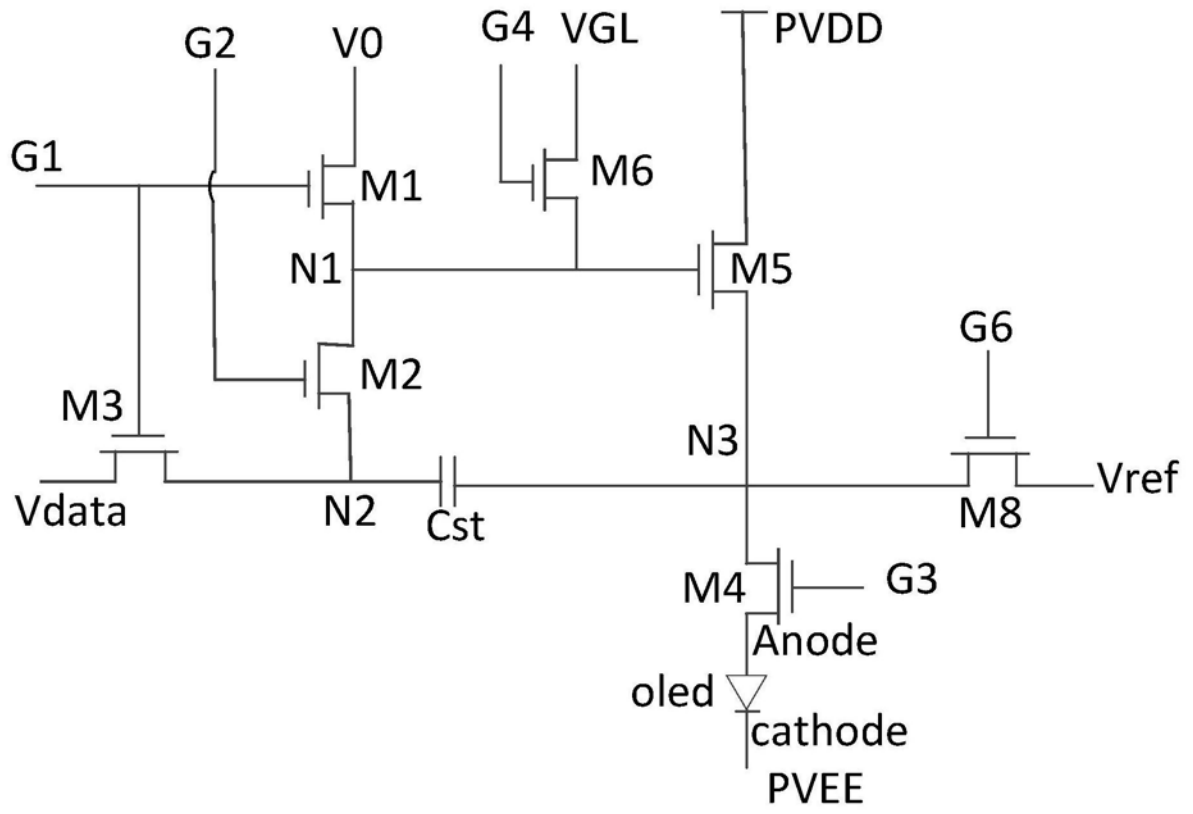 G4 VGL PVDD
G2 V0
G1
M1 M6
N1 M5
G6
M2
M3
N3
Vdata N2 Cst Vref
M8
M4 G3
Anode
oled
cathode
PVEE